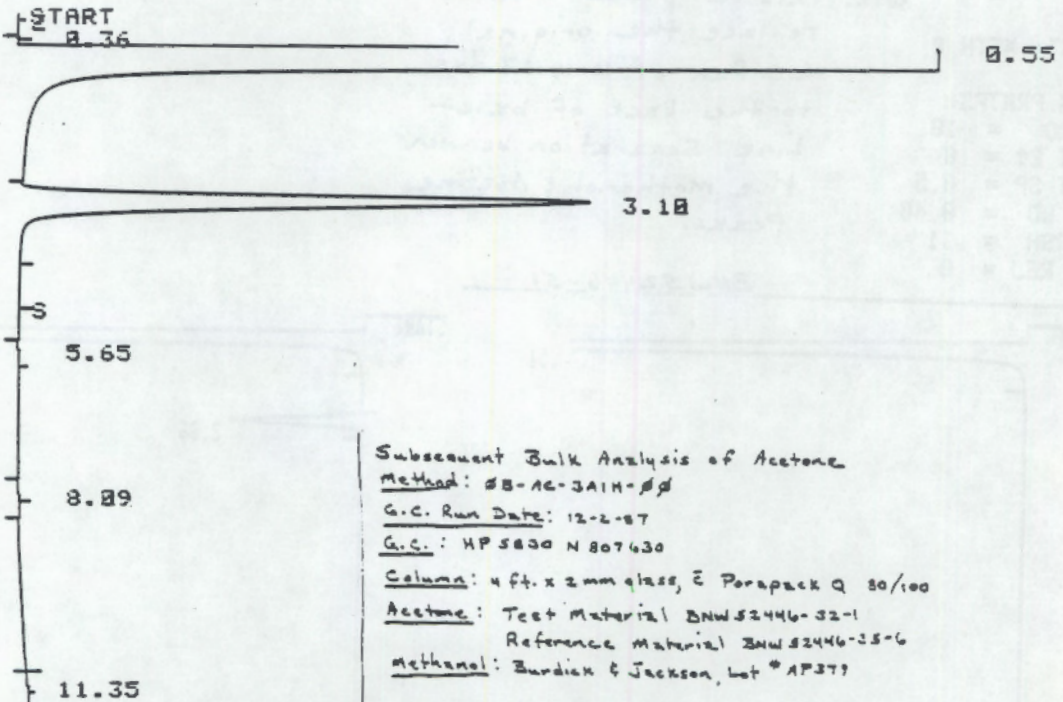 START
0.36
0.55
3.10
S
5.65
8.09
11.35
Subsequent Bulk Analysis of Acetone
Method: ØB-AC-3A1H-ØØ
G.C. Run Date: 12-2-87
G.C.: HP 5830 N 807630
Column: 4 ft. x 2 mm glass, c̄ Porapack Q 80/100
Acetone: Test Material BNW 52446-32-1
Reference Material BNW 52446-35-6
Methanol: Burdick & Jackson, Lot # AP379